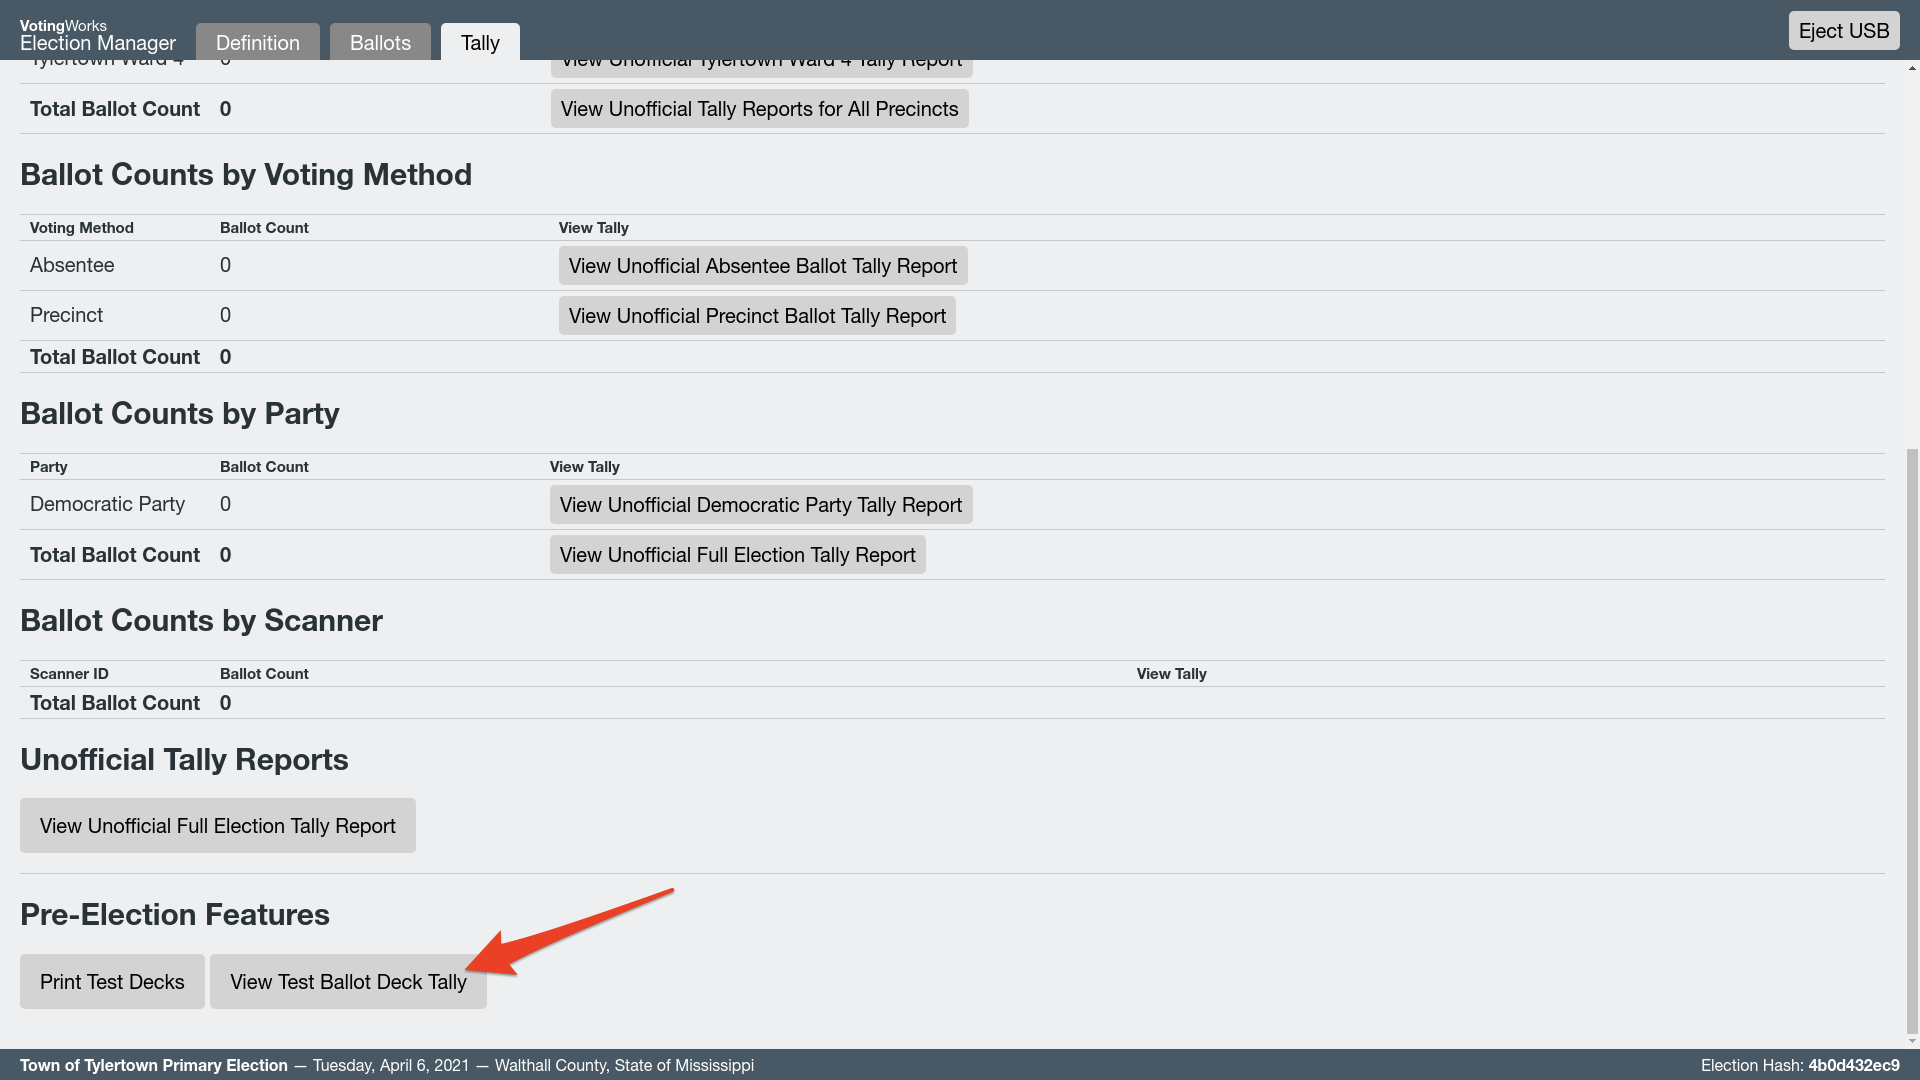 VotingWorks
Election Manager
Definition
Ballots
Tally
Eject USB
Tylertown Ward 4 0 View Unofficial Tylertown Ward 4 Tally Report
Total Ballot Count 0 View Unofficial Tally Reports for All Precincts
Ballot Counts by Voting Method
Voting Method Ballot Count View Tally
Absentee 0 View Unofficial Absentee Ballot Tally Report
Precinct 0 View Unofficial Precinct Ballot Tally Report
Total Ballot Count 0
Ballot Counts by Party
Party Ballot Count View Tally
Democratic Party 0 View Unofficial Democratic Party Tally Report
Total Ballot Count 0 View Unofficial Full Election Tally Report
Ballot Counts by Scanner
Scanner ID Ballot Count View Tally
Total Ballot Count 0
Unofficial Tally Reports
View Unofficial Full Election Tally Report
Pre-Election Features
Print Test Decks View Test Ballot Deck Tally
Town of Tylertown Primary Election — Tuesday, April 6, 2021 — Walthall County, State of Mississippi
Election Hash: 4b0d432ec9